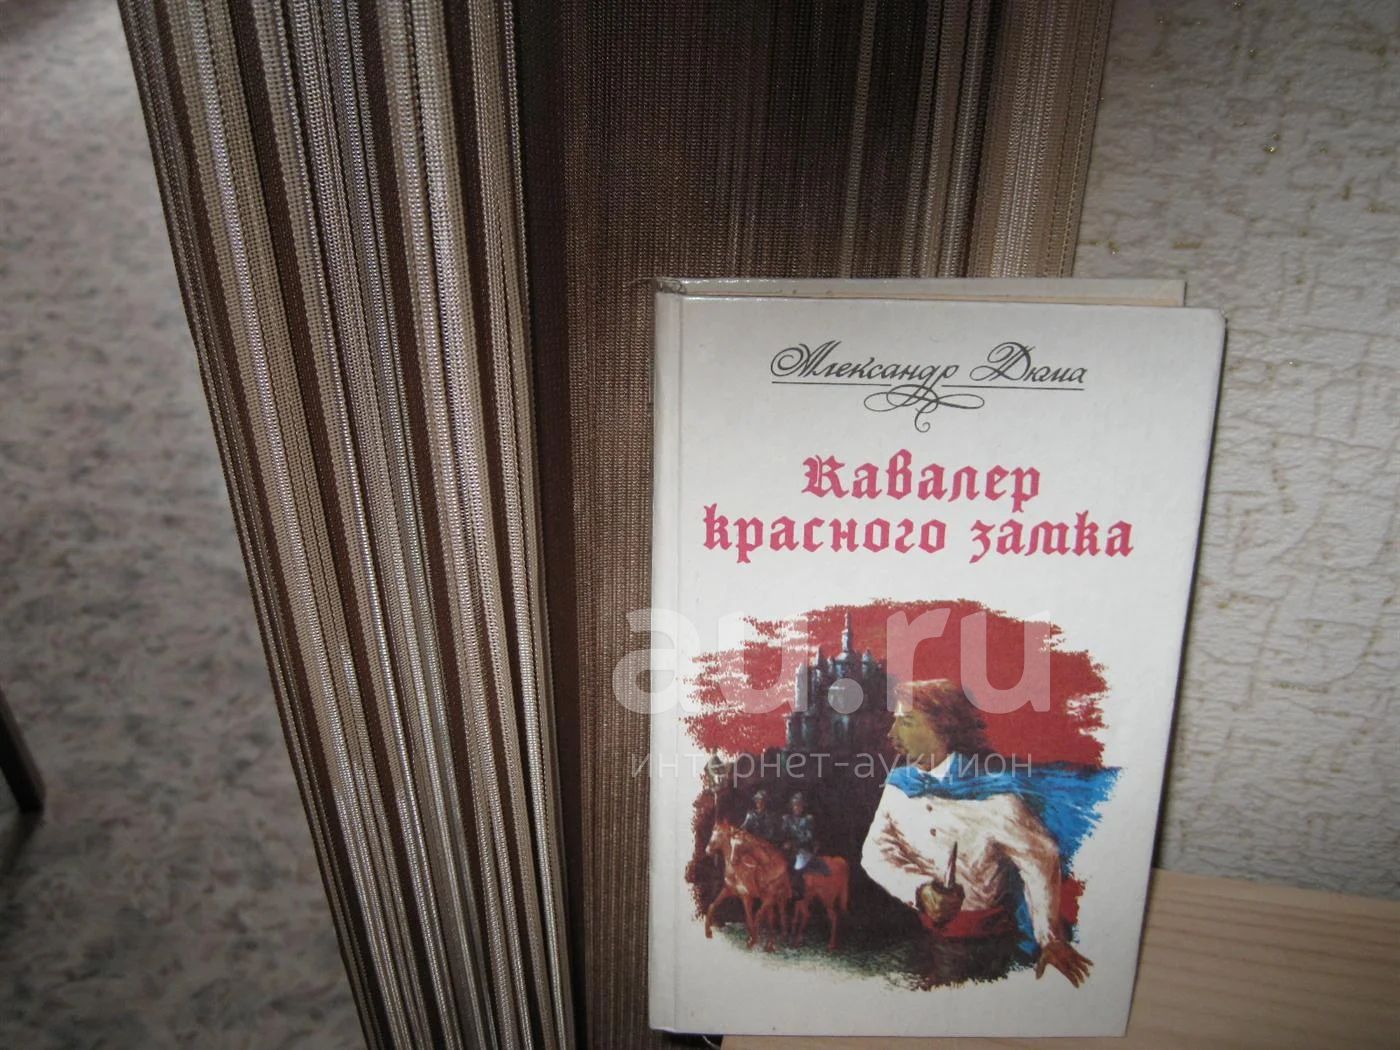 Александр Дюма
Кавалер
красного замка
au.ru
интернет-аукцион